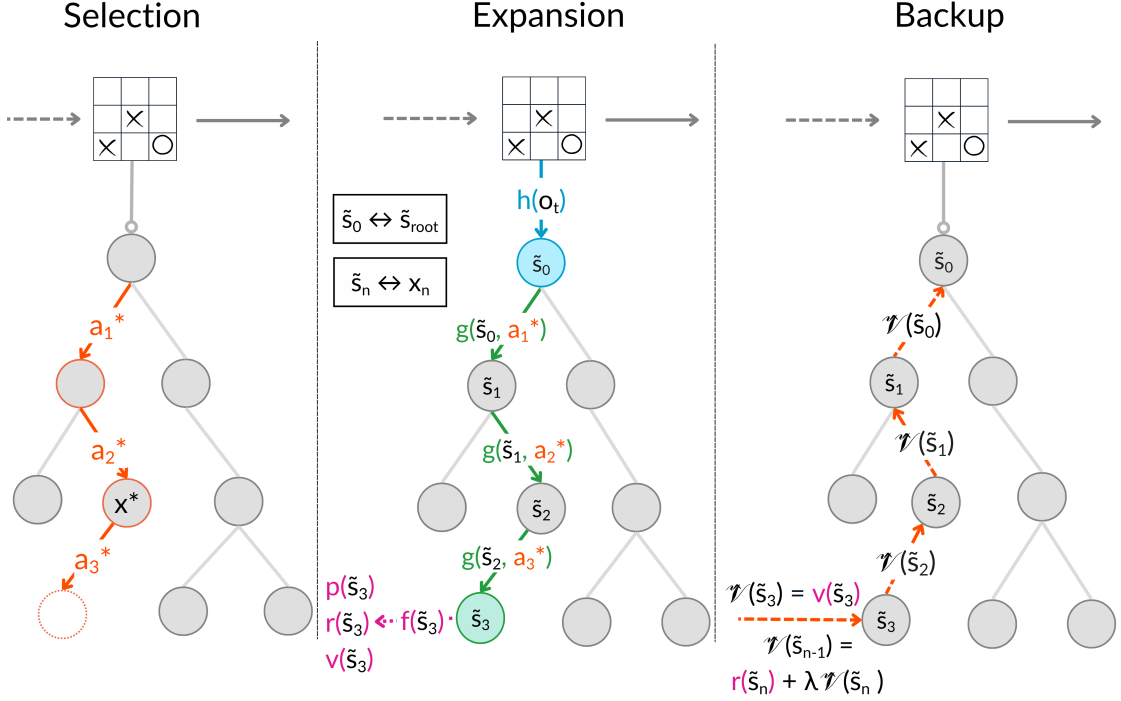 Selection
× 
× ○
a₁*
a₂*
x*
a₃*
Expansion
×
× ○
h(oₜ)
s̃₀ ↔ s̃root
s̃ₙ ↔ xₙ
s̃₀
g(s̃₀, a₁*)
s̃₁
g(s̃₁, a₂*)
s̃₂
g(s̃₂, a₃*)
p(s̃₃)
r(s̃₃) f(s̃₃) s̃₃
v(s̃₃)
Backup
×
× ○
s̃₀
𝒱(s̃₀)
s̃₁
𝒱(s̃₁)
s̃₂
𝒱(s̃₂)
𝒱(s̃₃) = v(s̃₃)
s̃₃
𝒱(s̃ₙ₋₁) =
r(s̃ₙ) + λ𝒱(s̃ₙ )